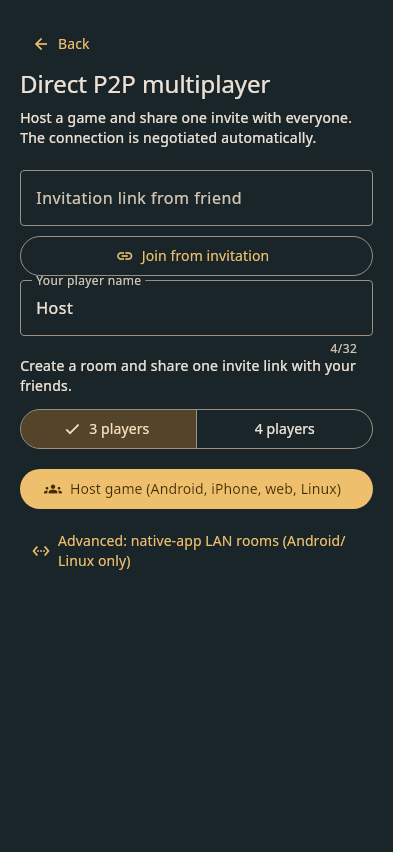 Back
Direct P2P multiplayer
Host a game and share one invite with everyone.
The connection is negotiated automatically.
Invitation link from friend
Join from invitation
Your player name
Host
4/32
Create a room and share one invite link with your
friends.
3 players
4 players
Host game (Android, iPhone, web, Linux)
Advanced: native-app LAN rooms (Android/
Linux only)